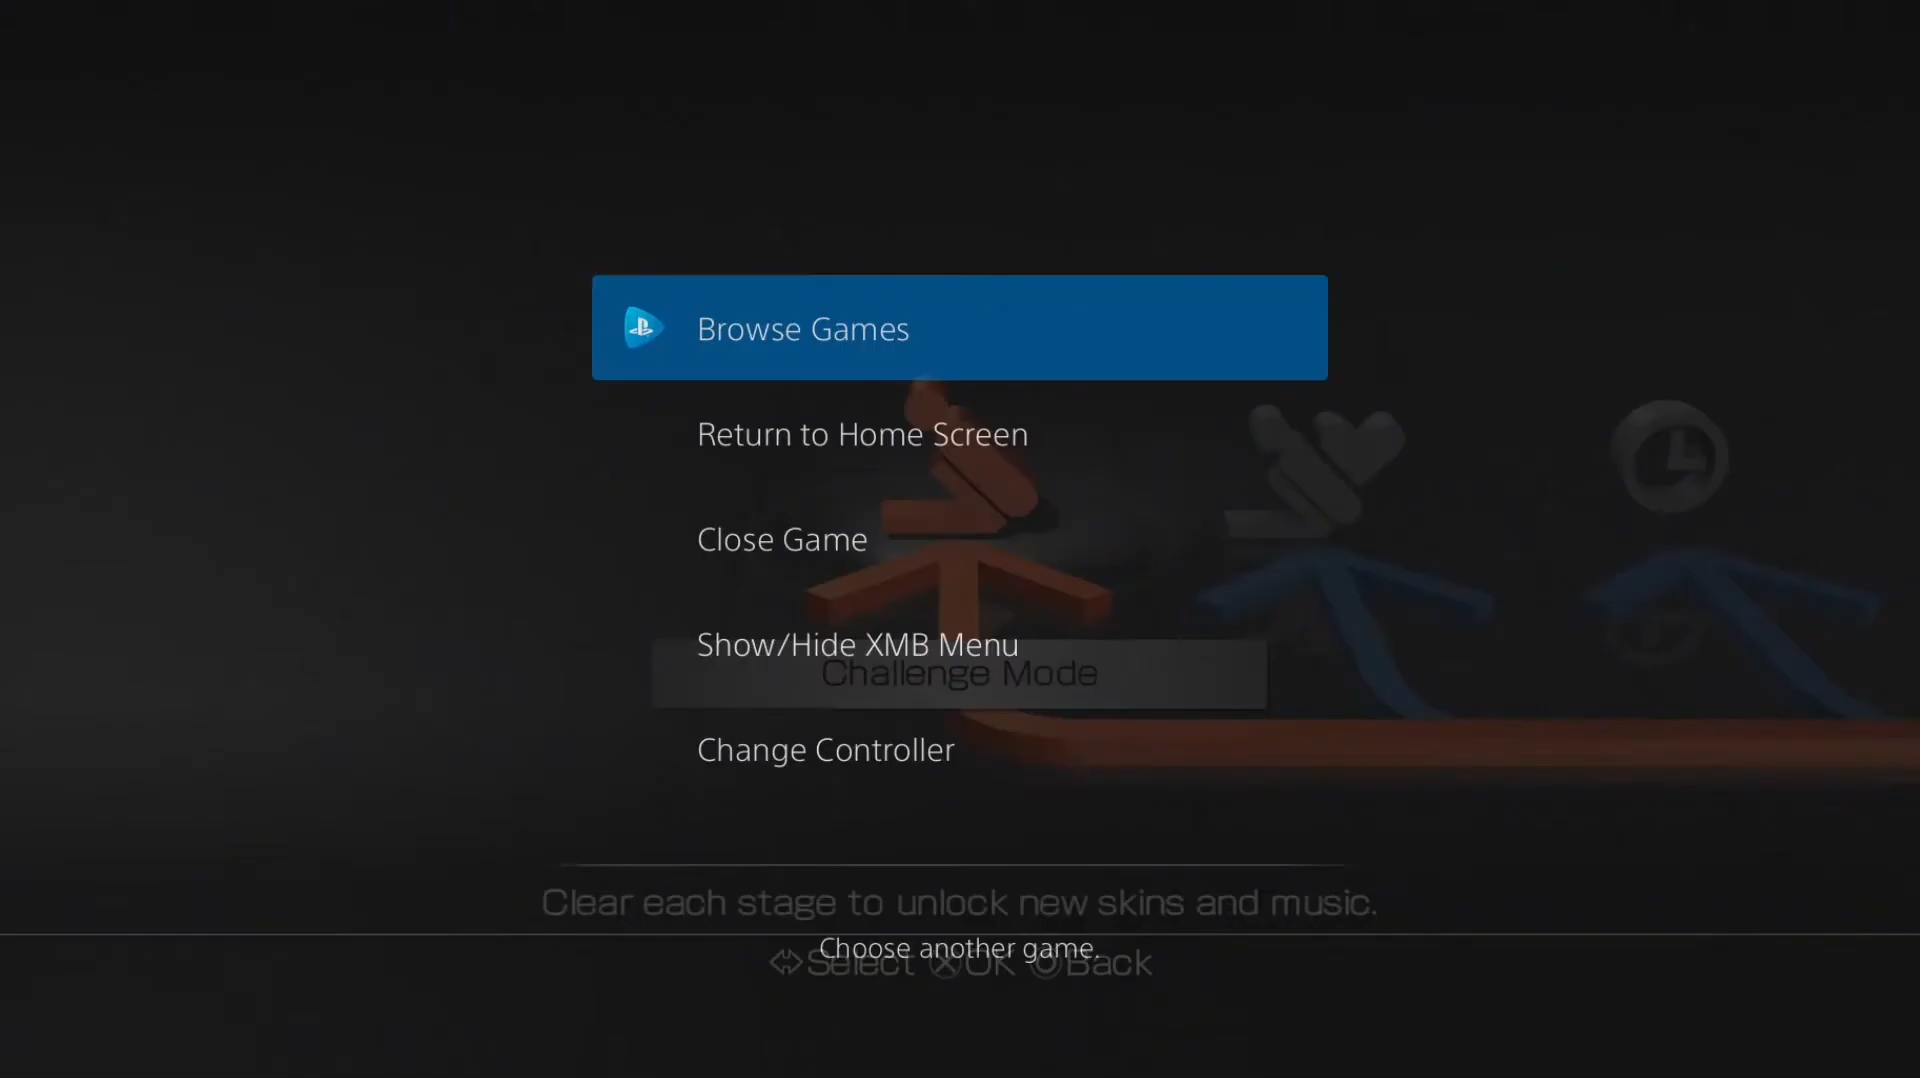 Browse Games
Return to Home Screen
Close Game
Show/Hide XMB Menu
Challenge Mode
Change Controller
Clear each stage to unlock new skins and music.
Choose another game.
Select OK Back